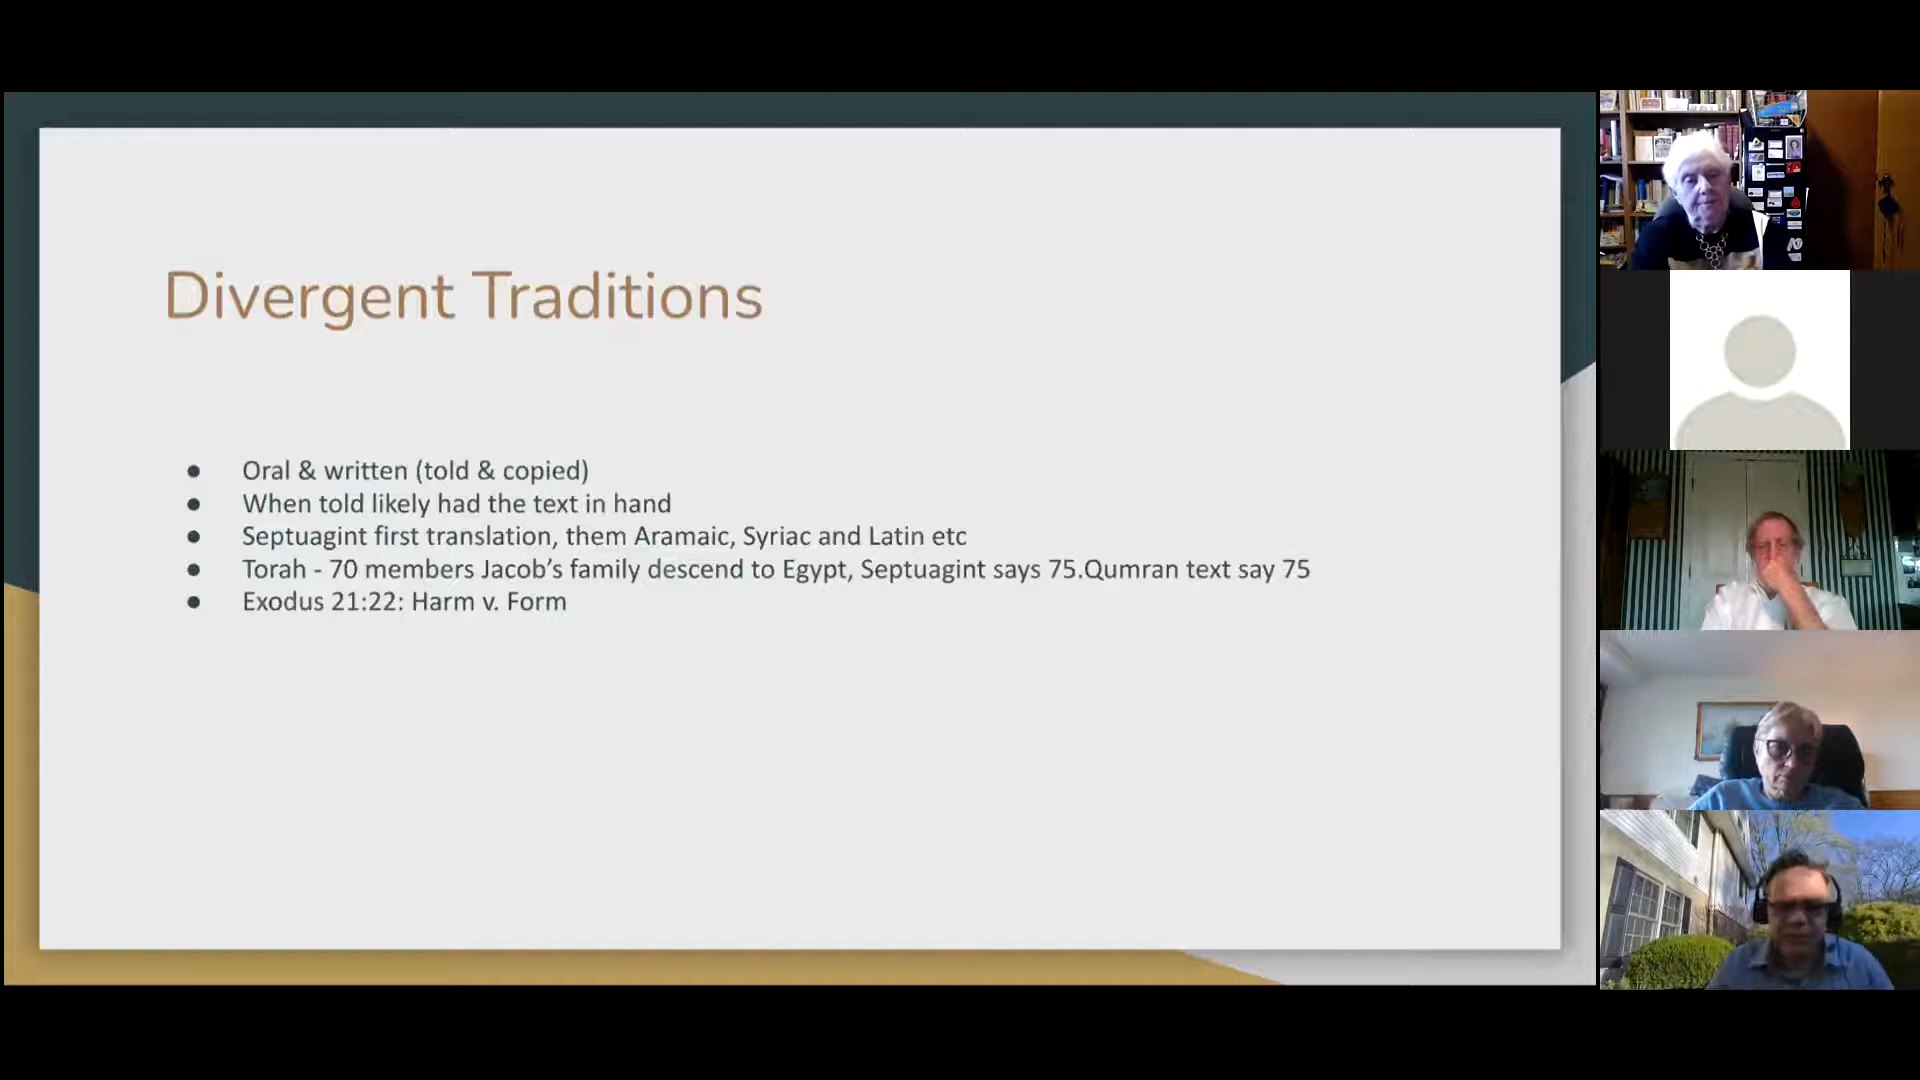 Divergent Traditions
● Oral & written (told & copied)
● When told likely had the text in hand
● Septuagint first translation, them Aramaic, Syriac and Latin etc
● Torah - 70 members Jacob’s family descend to Egypt, Septuagint says 75.Qumran text say 75
● Exodus 21:22: Harm v. Form